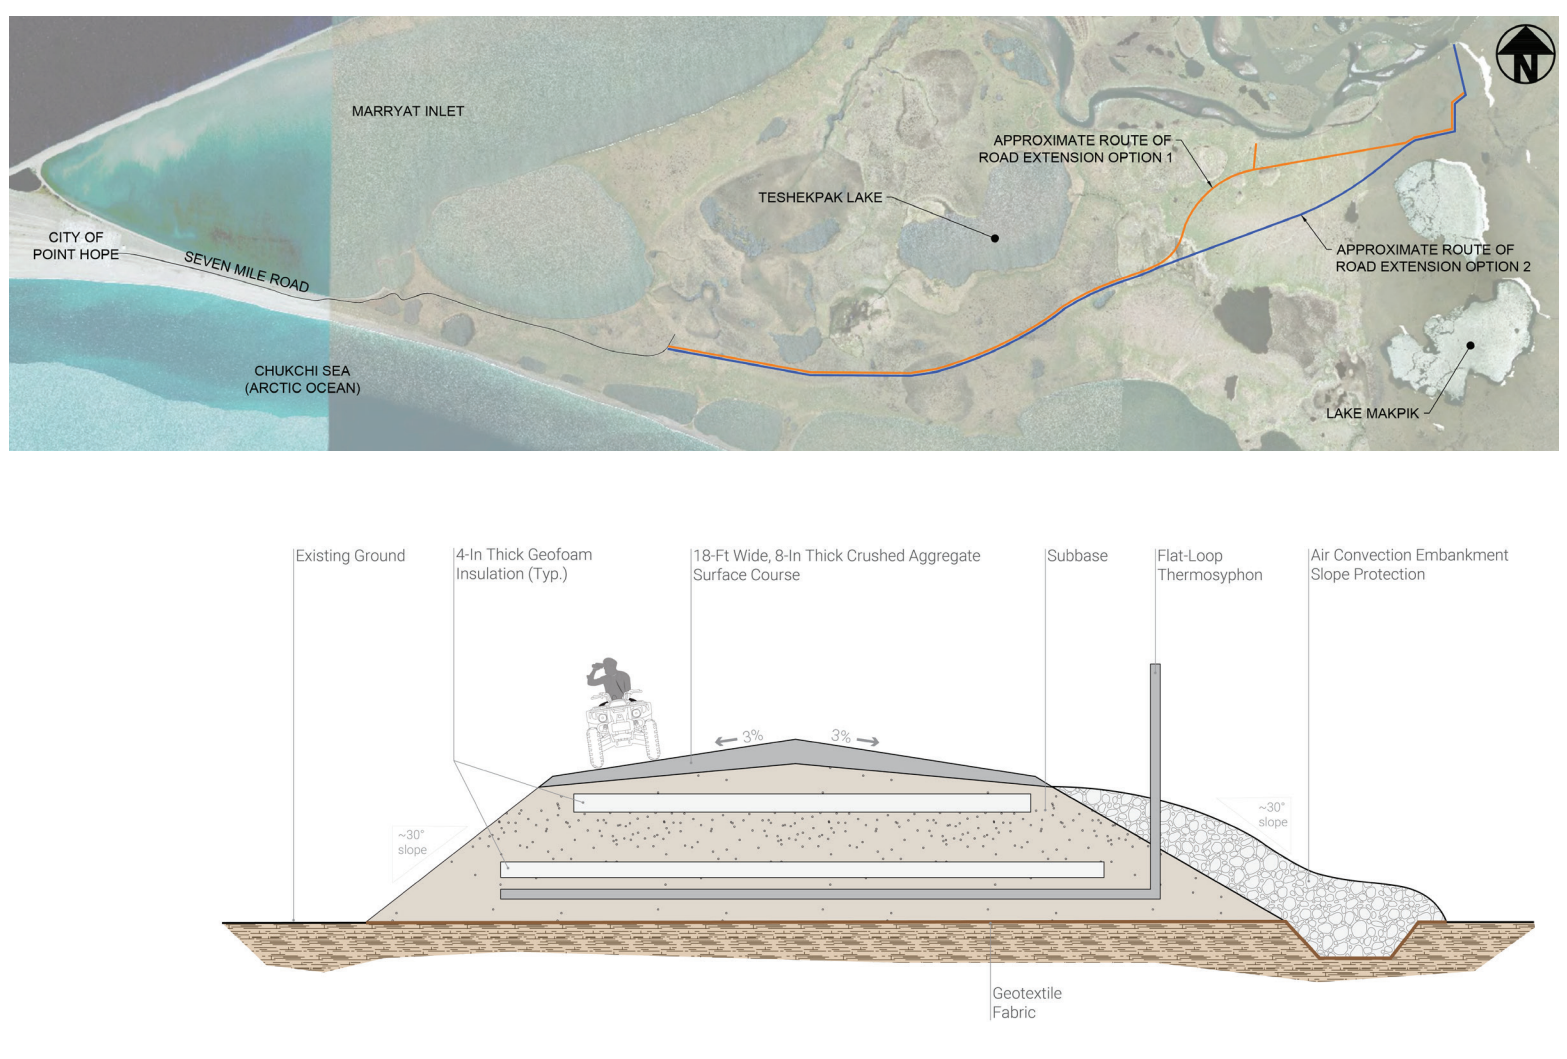 N
MARRYAT INLET
APPROXIMATE ROUTE OF
ROAD EXTENSION OPTION 1
TESHEKPAK LAKE
CITY OF
POINT HOPE
SEVEN MILE ROAD
APPROXIMATE ROUTE OF
ROAD EXTENSION OPTION 2
CHUKCHI SEA
(ARCTIC OCEAN)
LAKE MAKPIK
Existing Ground
4-In Thick Geofoam
Insulation (Typ.)
18-Ft Wide, 8-In Thick Crushed Aggregate
Surface Course
Subbase
Flat-Loop
Thermosyphon
Air Convection Embankment
Slope Protection
3%
3%
~30°
slope
~30°
slope
Geotextile
Fabric